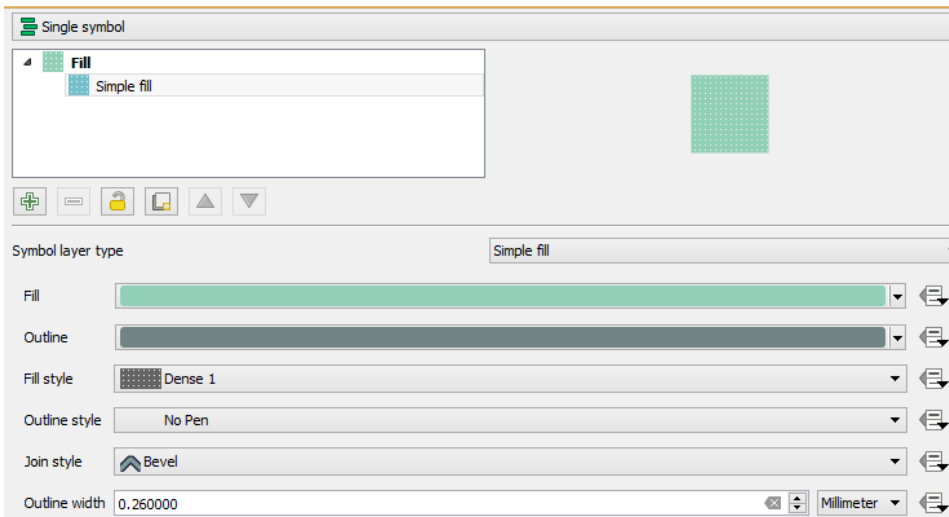 Single symbol
Fill
Simple fill
Symbol layer type Simple fill
Fill
Outline
Fill style Dense 1
Outline style No Pen
Join style Bevel
Outline width 0.260000 Millimeter